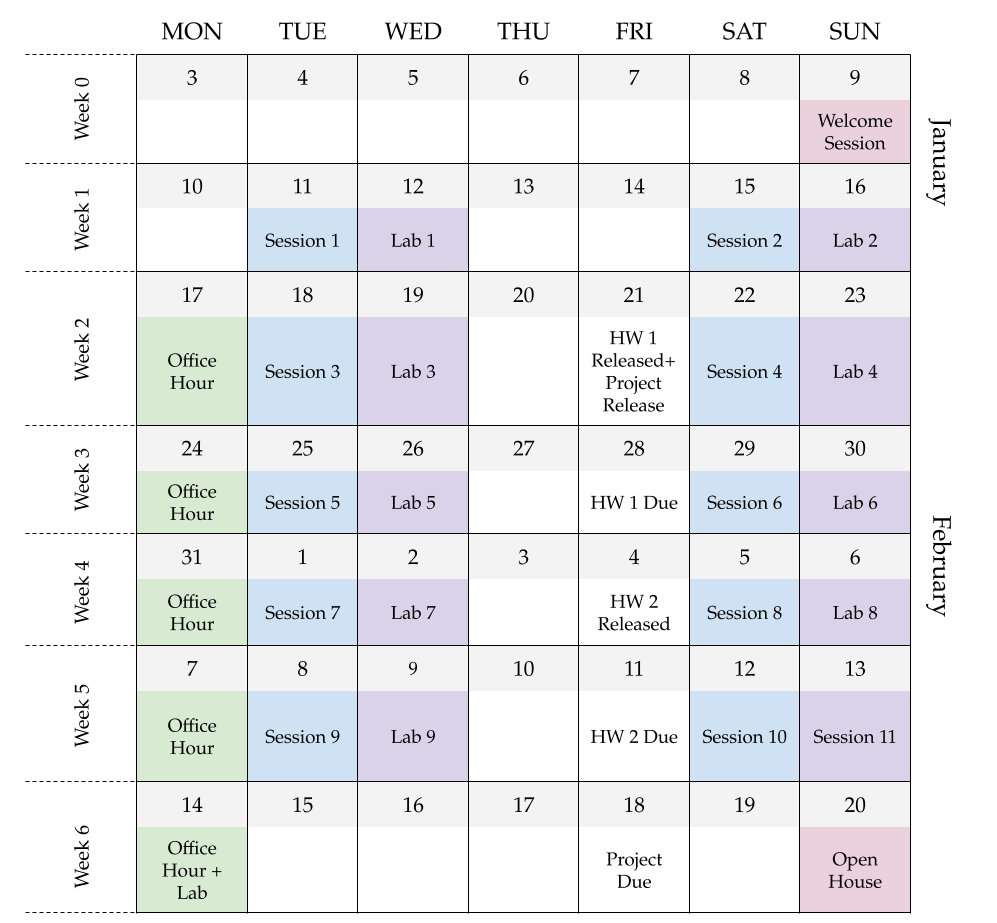 MON TUE WED THU FRI SAT SUN
Week 0
3 4 5 6 7 8 9
Welcome
Session
January
Week 1
10 11 12 13 14 15 16
Session 1 Lab 1 Session 2 Lab 2
Week 2
17 18 19 20 21 22 23
Office
Hour
Session 3
Lab 3
HW 1
Released+
Project
Release
Session 4
Lab 4
Week 3
24 25 26 27 28 29 30
Office
Hour
Session 5
Lab 5
HW 1 Due
Session 6
Lab 6
February
Week 4
31 1 2 3 4 5 6
Office
Hour
Session 7
Lab 7
HW 2
Released
Session 8
Lab 8
Week 5
7 8 9 10 11 12 13
Office
Hour
Session 9
Lab 9
HW 2 Due
Session 10
Session 11
Week 6
14 15 16 17 18 19 20
Office
Hour +
Lab
Project
Due
Open
House